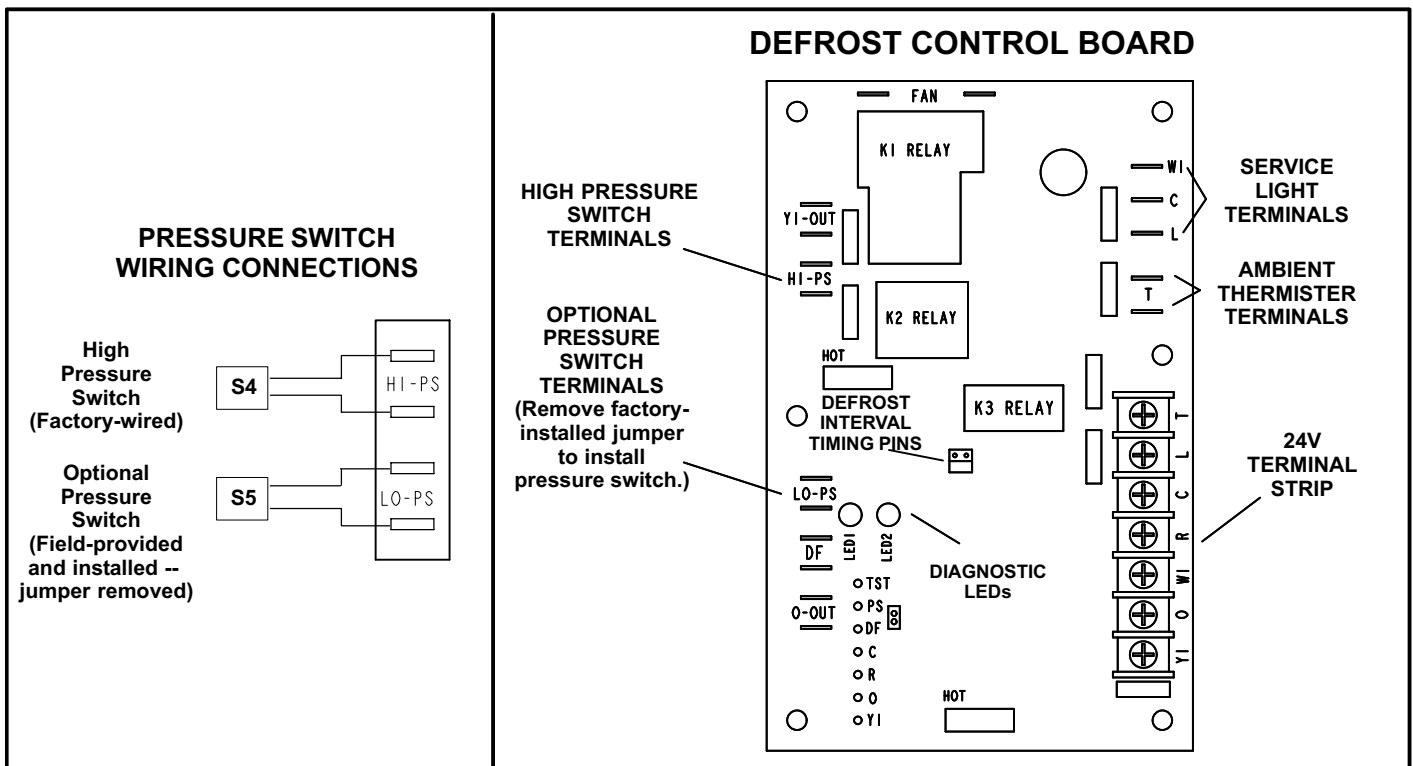 PRESSURE SWITCH
WIRING CONNECTIONS
High
Pressure
Switch
(Factory-wired)
S4
HI-PS
Optional
Pressure
Switch
(Field-provided
and installed --
jumper removed)
S5
LO-PS
DEFROST CONTROL BOARD
FAN
K1 RELAY
HIGH PRESSURE
SWITCH
TERMINALS
Y1-OUT
HI-PS
W1
C
L
SERVICE
LIGHT
TERMINALS
T
AMBIENT
THERMISTER
TERMINALS
OPTIONAL
PRESSURE
SWITCH
TERMINALS
(Remove factory-
installed jumper
to install
pressure switch.)
K2 RELAY
HOT
DEFROST
INTERVAL
TIMING PINS
K3 RELAY
T
L
C
R
W1
O
Y1
24V
TERMINAL
STRIP
LO-PS
LED1
LED2
DIAGNOSTIC
LEDs
DF
O-OUT
TST
PS
DF
C
R
O
Y1
HOT